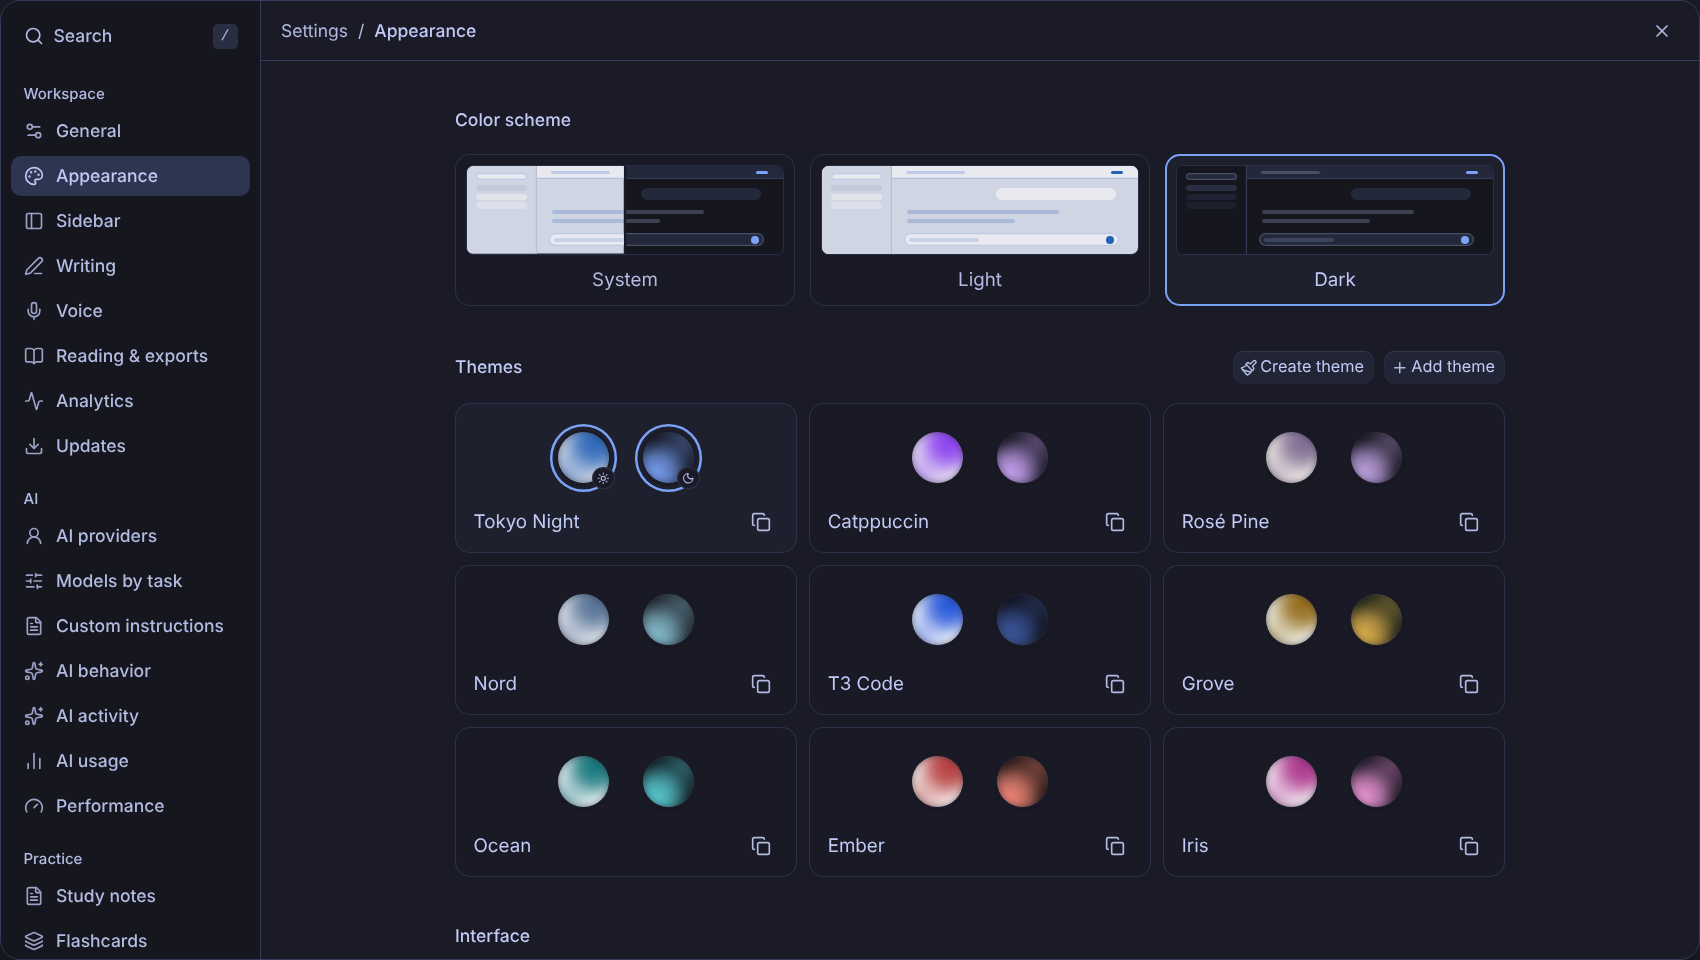 Search
/
Workspace
General
Appearance
Sidebar
Writing
Voice
Reading & exports
Analytics
Updates
AI
AI providers
Models by task
Custom instructions
AI behavior
AI activity
AI usage
Performance
Practice
Study notes
Flashcards
Settings / Appearance
Color scheme
System
Light
Dark
Themes
Create theme
Add theme
Tokyo Night
Catppuccin
Rosé Pine
Nord
T3 Code
Grove
Ocean
Ember
Iris
Interface